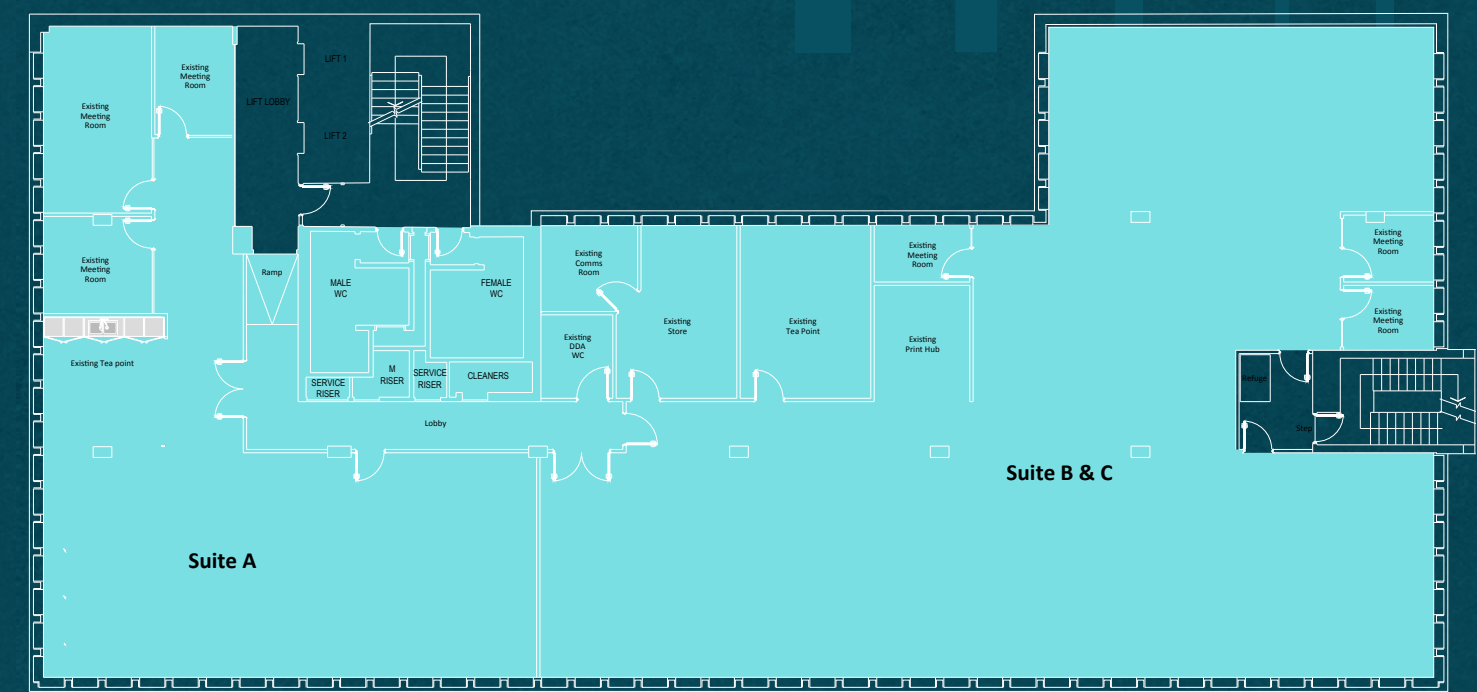 Existing
Meeting
Room
Existing
Meeting
Room
LIFT LOBBY
LIFT 1
LIFT 2
Existing
Meeting
Room
Ramp
MALE
WC
FEMALE
WC
Existing
Comms
Room
Existing
Meeting
Room
Existing
Meeting
Room
Existing Tea point
SERVICE
RISER
M
RISER
SERVICE
RISER
CLEANERS
Existing
DDA
WC
Existing
Store
Existing
Tea Point
Existing
Print Hub
Existing
Meeting
Room
Refuge
Step
Lobby
Suite A
Suite B & C